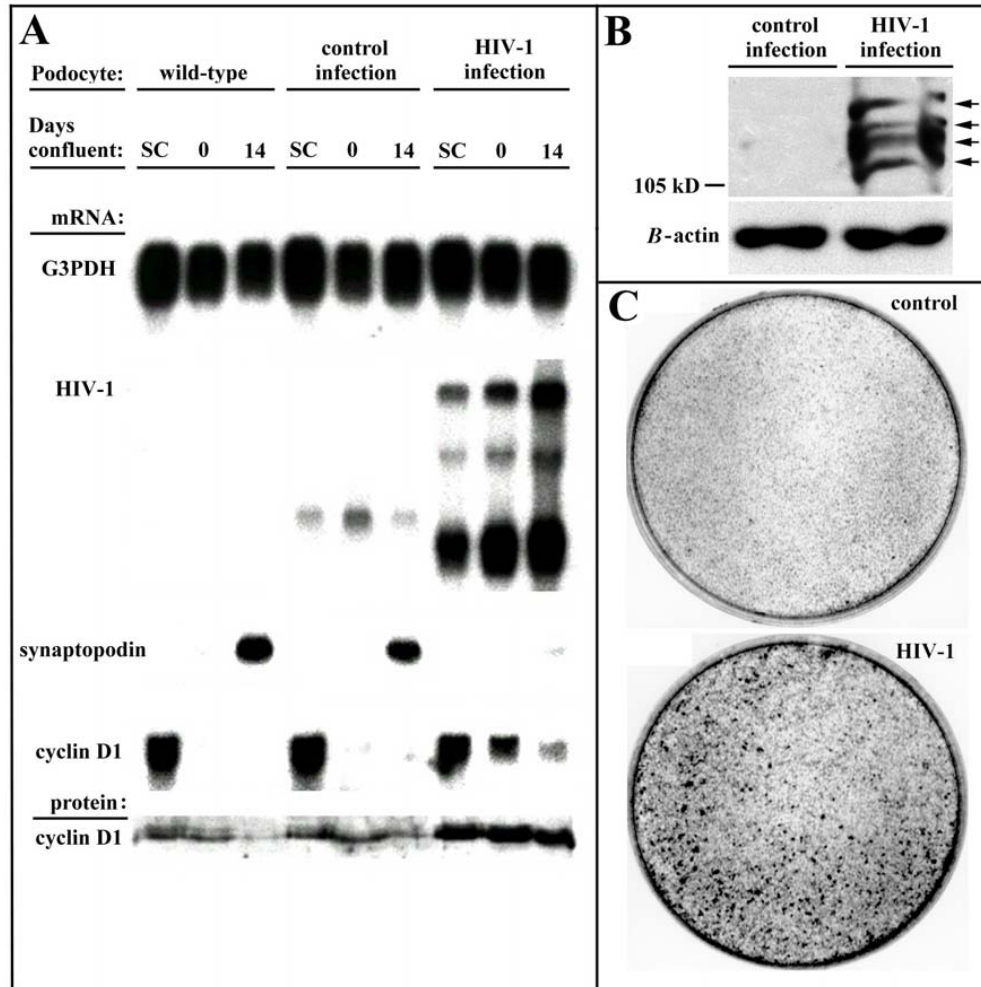 A
control HIV-1
Podocyte: wild-type infection infection
Days
confluent: SC 0 14 SC 0 14 SC 0 14
mRNA:
G3PDH
HIV-1
synaptopodin
cyclin D1
protein:
cyclin D1
B
control HIV-1
infection infection
105 kD
B-actin
C
control
HIV-1